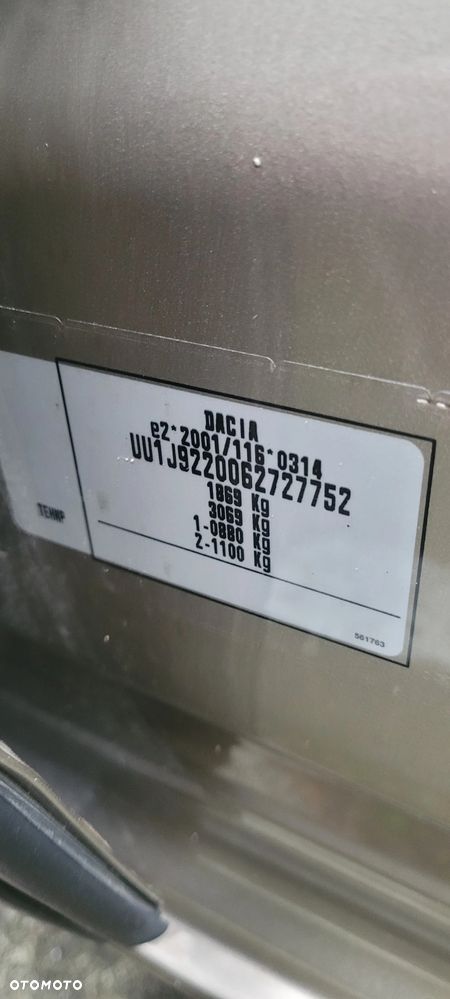 DACIA
e2*2001/116*0314
UU1J9220062727752
1869 Kg
3069 Kg
1-0880 Kg
2-1100 Kg
TEHNP
561763
OTOMOTO